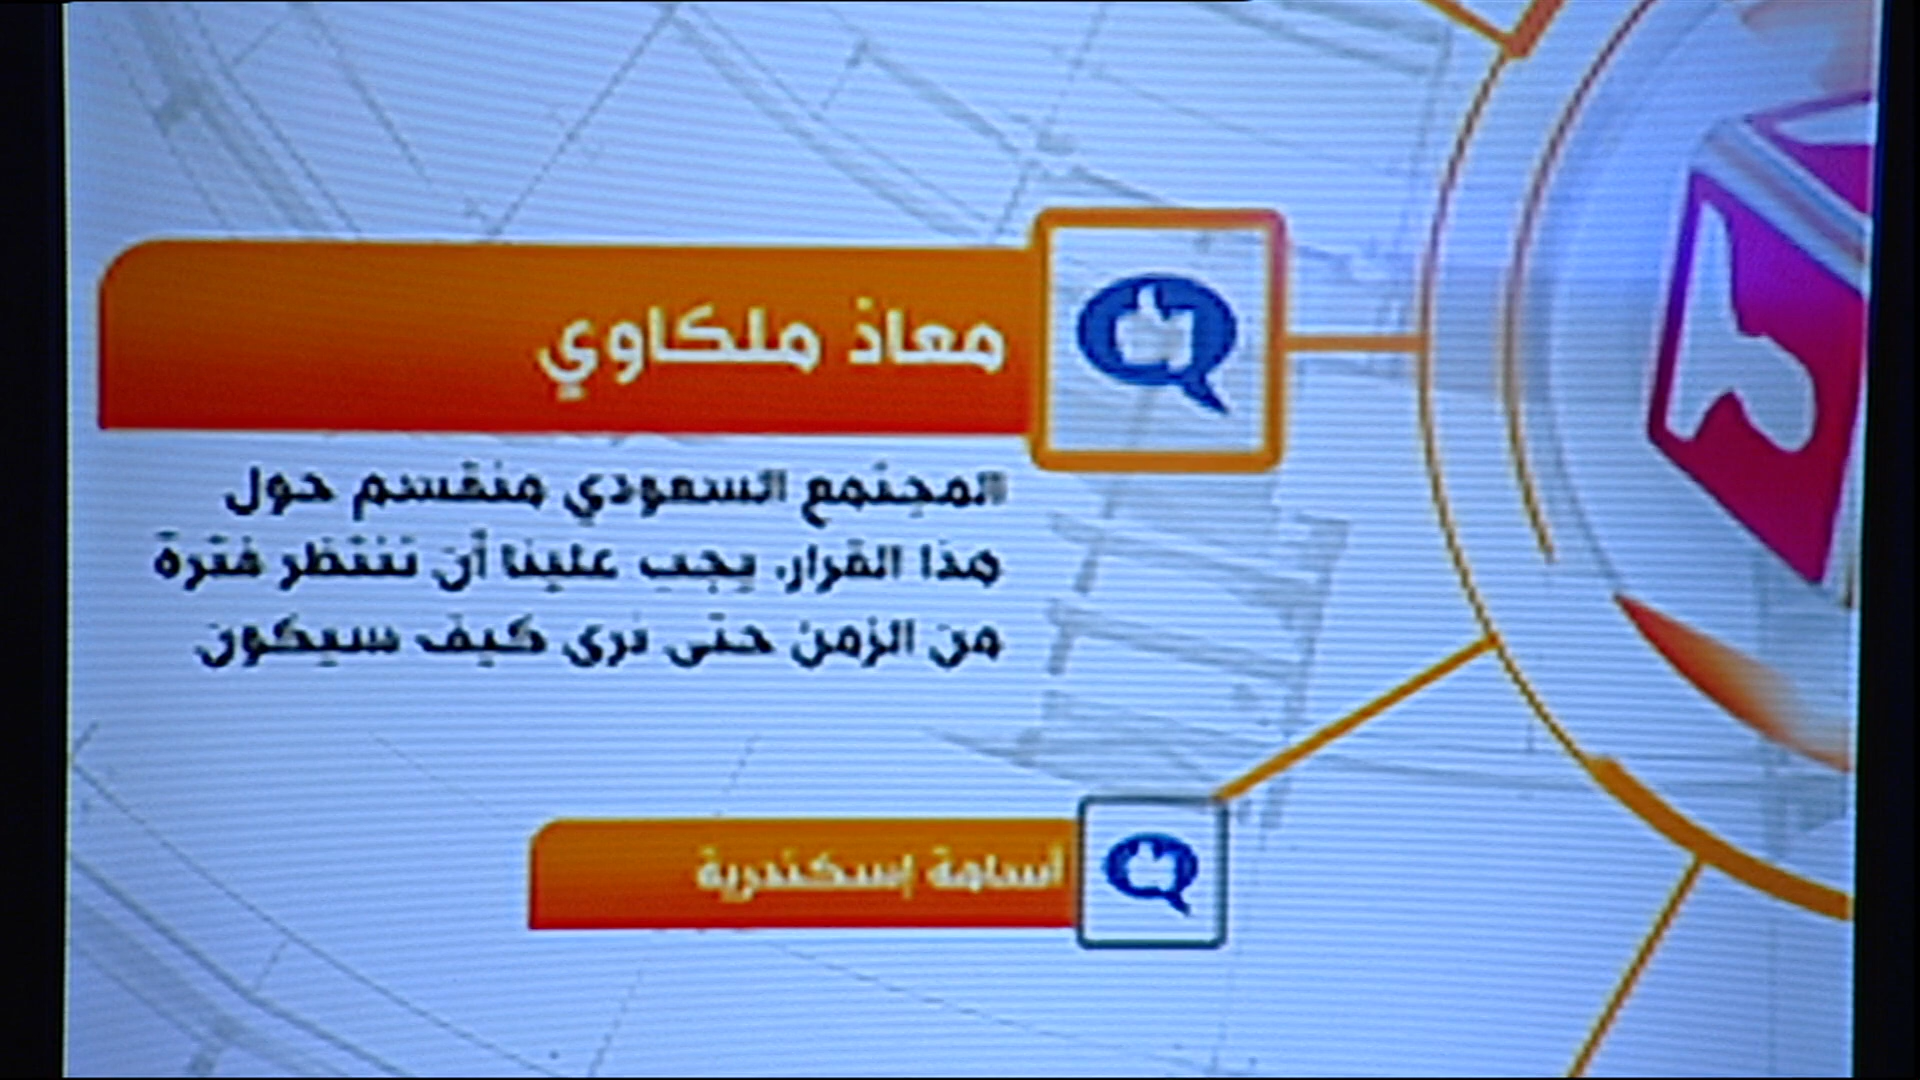 معاذ ملكاوي
المجتمع السعودي منقسم حول
هذا القرار. يجب علينا أن ننتظر فترة
من الزمن حتى نرى كيف سيكون
أسامة إسكندرية